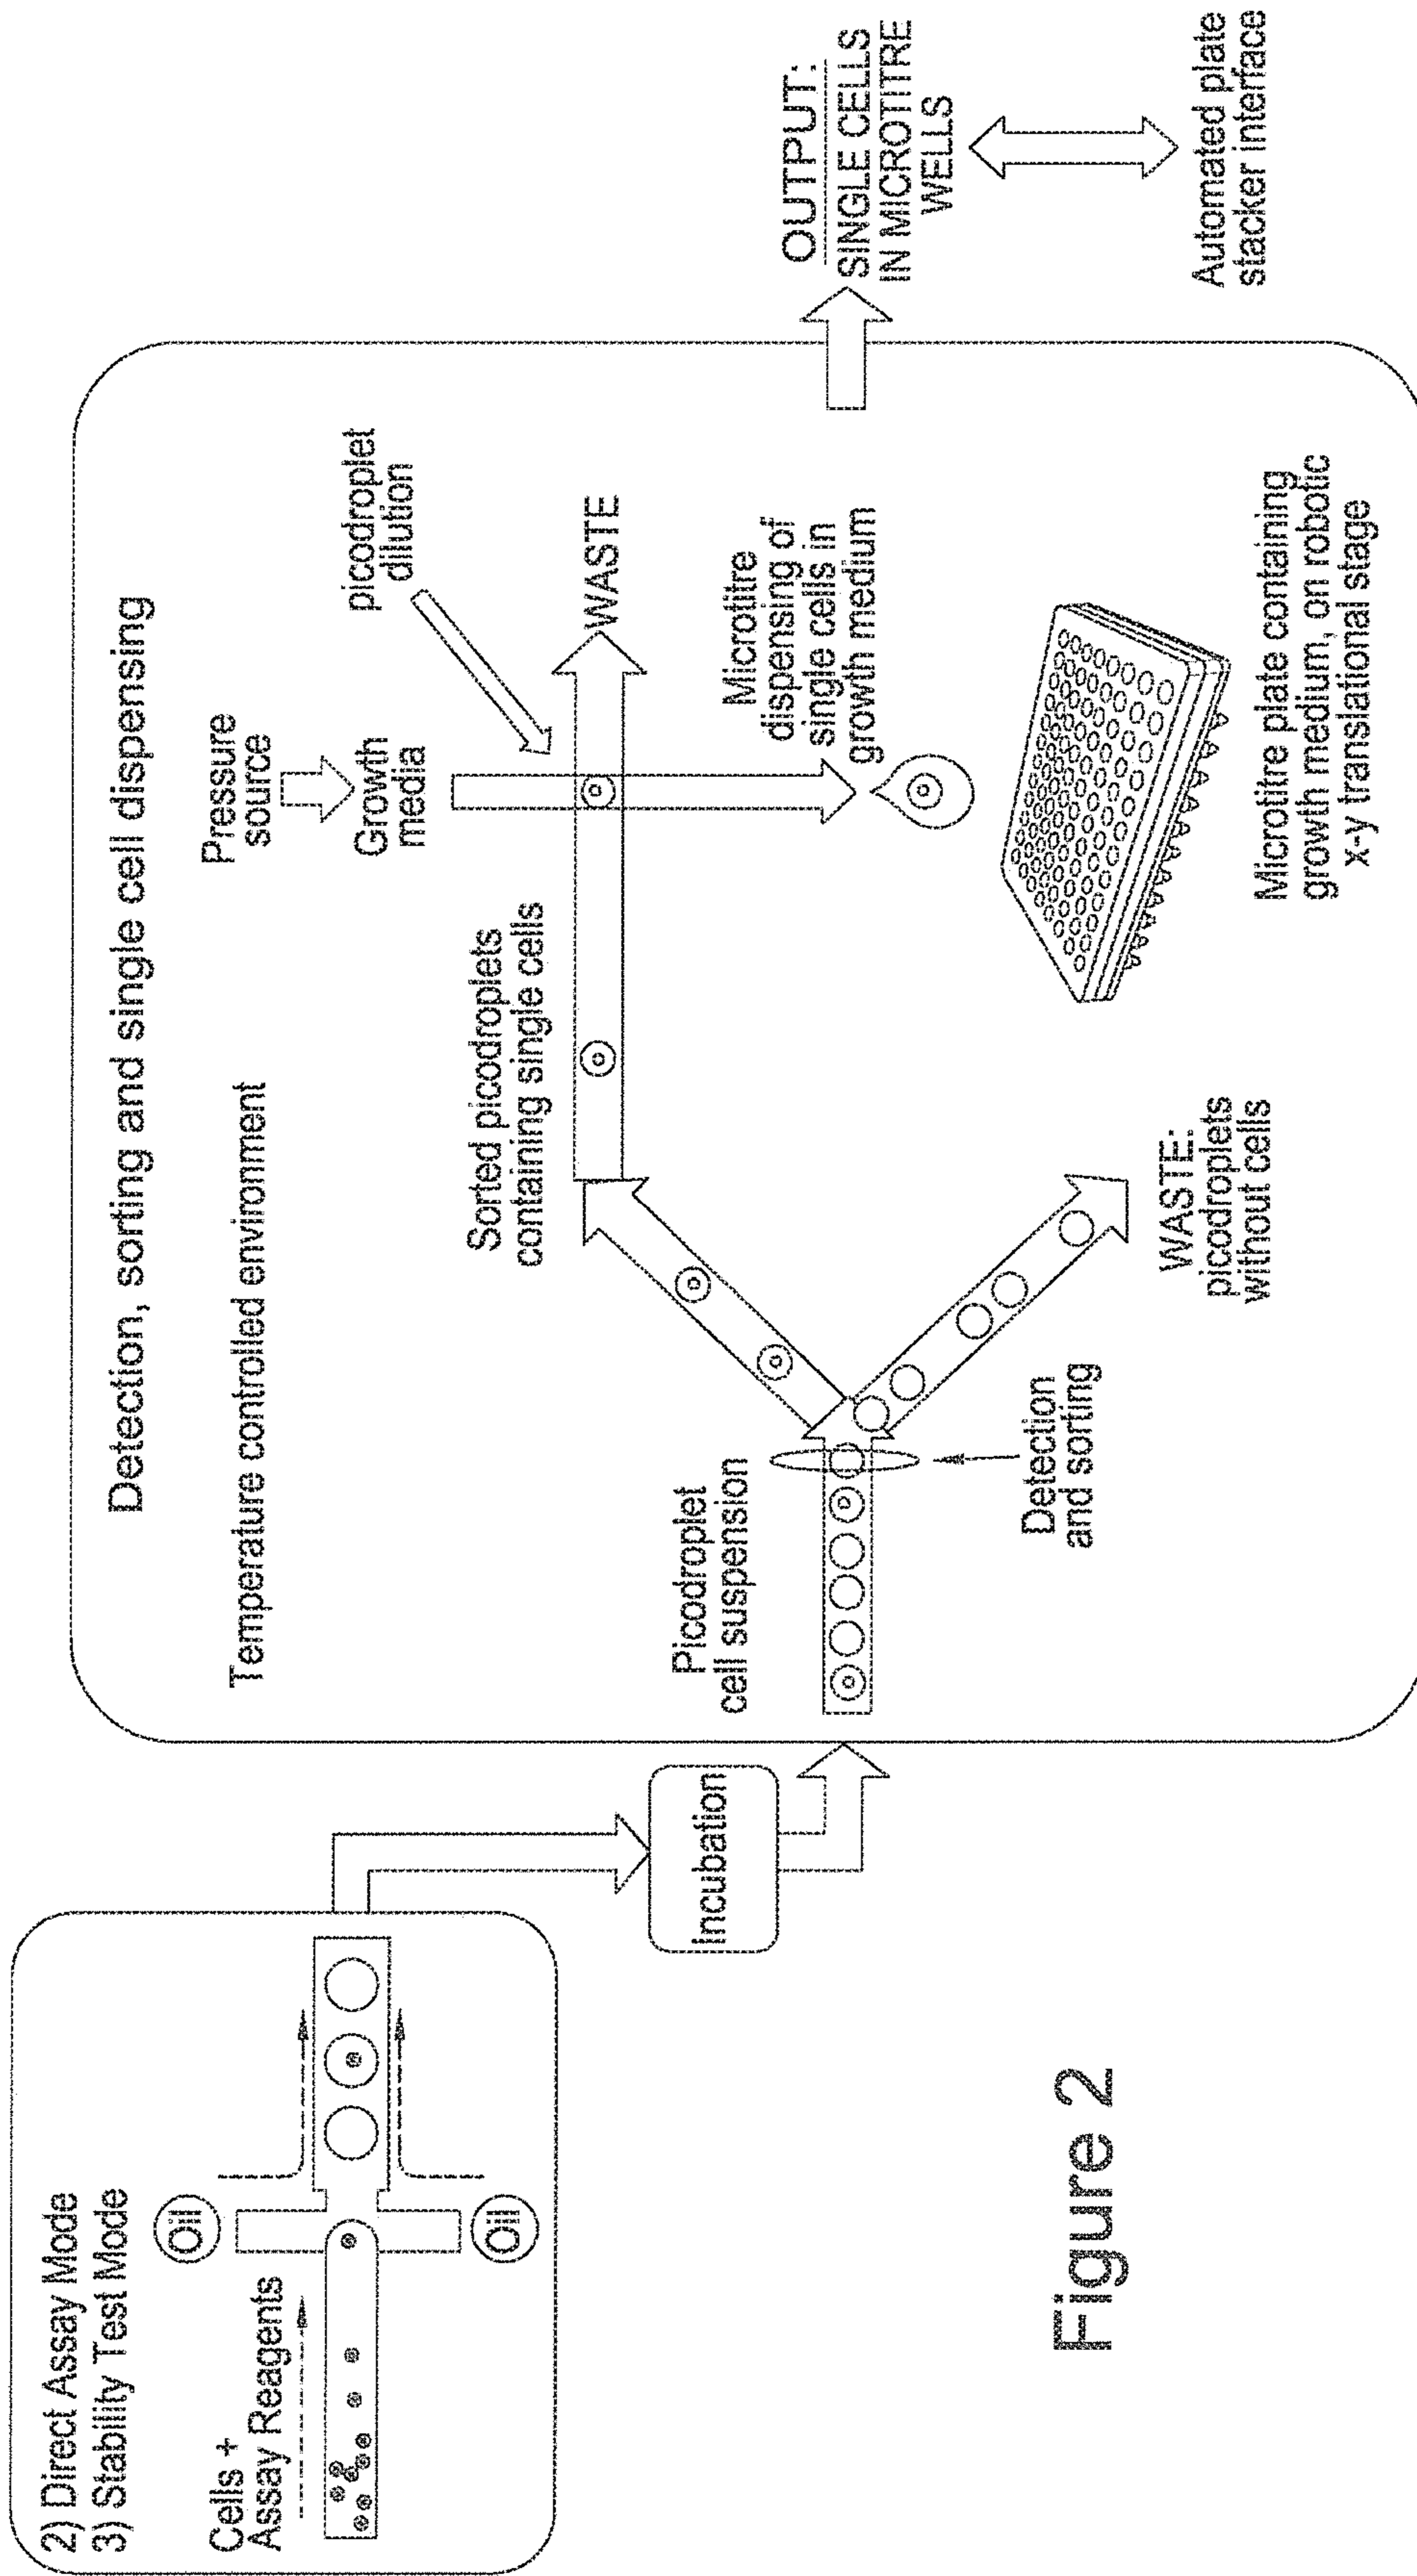 2) Direct Assay Mode
3) Stability Test Mode
Cells +
Assay Reagents
Oil
Oil
Incubation
Detection, sorting and single cell dispensing
Temperature controlled environment
Picodroplet
cell suspension
Detection
and sorting
Sorted picodroplets
containing single cells
WASTE:
picodroplets
without cells
Pressure
source
Growth
media
picodroplet
dilution
WASTE
Microtitre
dispensing of
single cells in
growth medium
Microtitre plate containing
growth medium, on robotic
x-y translational stage
OUTPUT:
SINGLE CELLS
IN MICROTITRE
WELLS
Automated plate
stacker interface
Figure 2